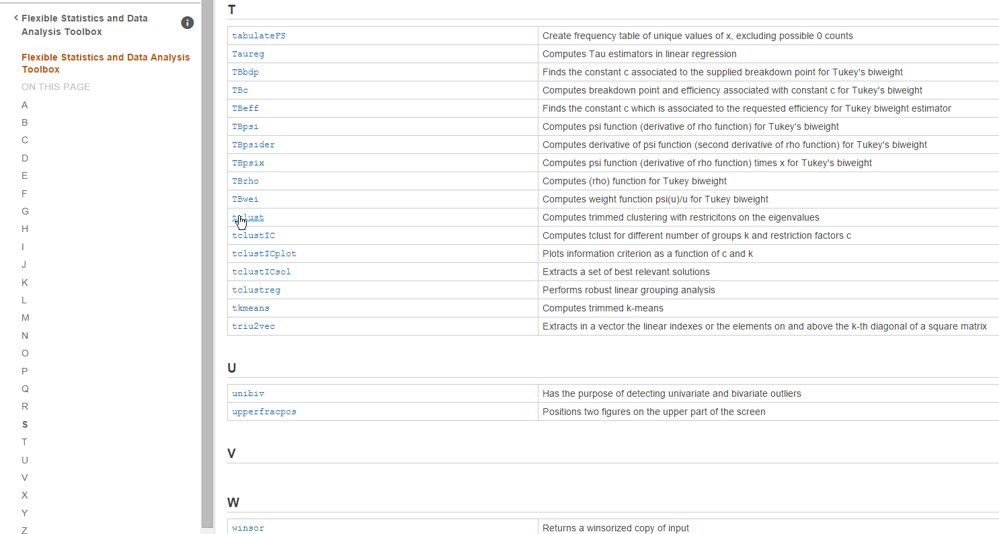 Flexible Statistics and Data
Analysis Toolbox
Flexible Statistics and Data Analysis
Toolbox
ON THIS PAGE
A
B
C
D
E
F
G
H
I
J
K
L
M
N
O
P
Q
R
S
T
U
V
X
Y
Z
T
tabulateFS Create frequency table of unique values of x, excluding possible 0 counts
Taureg Computes Tau estimators in linear regression
TBbdp Finds the constant c associated to the supplied breakdown point for Tukey's biweight
TBc Computes breakdown point and efficiency associated with constant c for Tukey's biweight
TBeff Finds the constant c which is associated to the requested efficiency for Tukey biweight estimator
TBpsi Computes psi function (derivative of rho function) for Tukey's biweight
TBpsider Computes derivative of psi function (second derivative of rho function) for Tukey's biweight
TBpsix Computes psi function (derivative of rho function) times x for Tukey's biweight
TBrho Computes (rho) function for Tukey biweight
TBwei Computes weight function psi(u)/u for Tukey biweight
tclust Computes trimmed clustering with restricitons on the eigenvalues
tclustIC Computes tclust for different number of groups k and restriction factors c
tclustICplot Plots information criterion as a function of c and k
tclustICsol Extracts a set of best relevant solutions
tclustreg Performs robust linear grouping analysis
tkmeans Computes trimmed k-means
triu2vec Extracts in a vector the linear indexes or the elements on and above the k-th diagonal of a square matrix
U
unibiv Has the purpose of detecting univariate and bivariate outliers
upperfracpos Positions two figures on the upper part of the screen
V
W
winsor Returns a winsorized copy of input